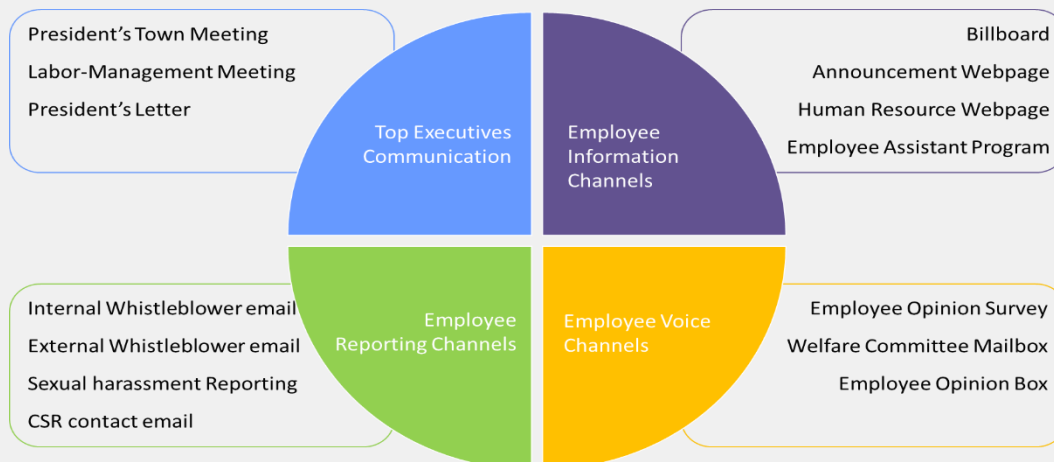 President's Town Meeting
Labor-Management Meeting
President's Letter
Top Executives
Communication
Employee
Information
Channels
Billboard
Announcement Webpage
Human Resource Webpage
Employee Assistant Program
Internal Whistleblower email
External Whistleblower email
Sexual harassment Reporting
CSR contact email
Employee
Reporting Channels
Employee Voice
Channels
Employee Opinion Survey
Welfare Committee Mailbox
Employee Opinion Box